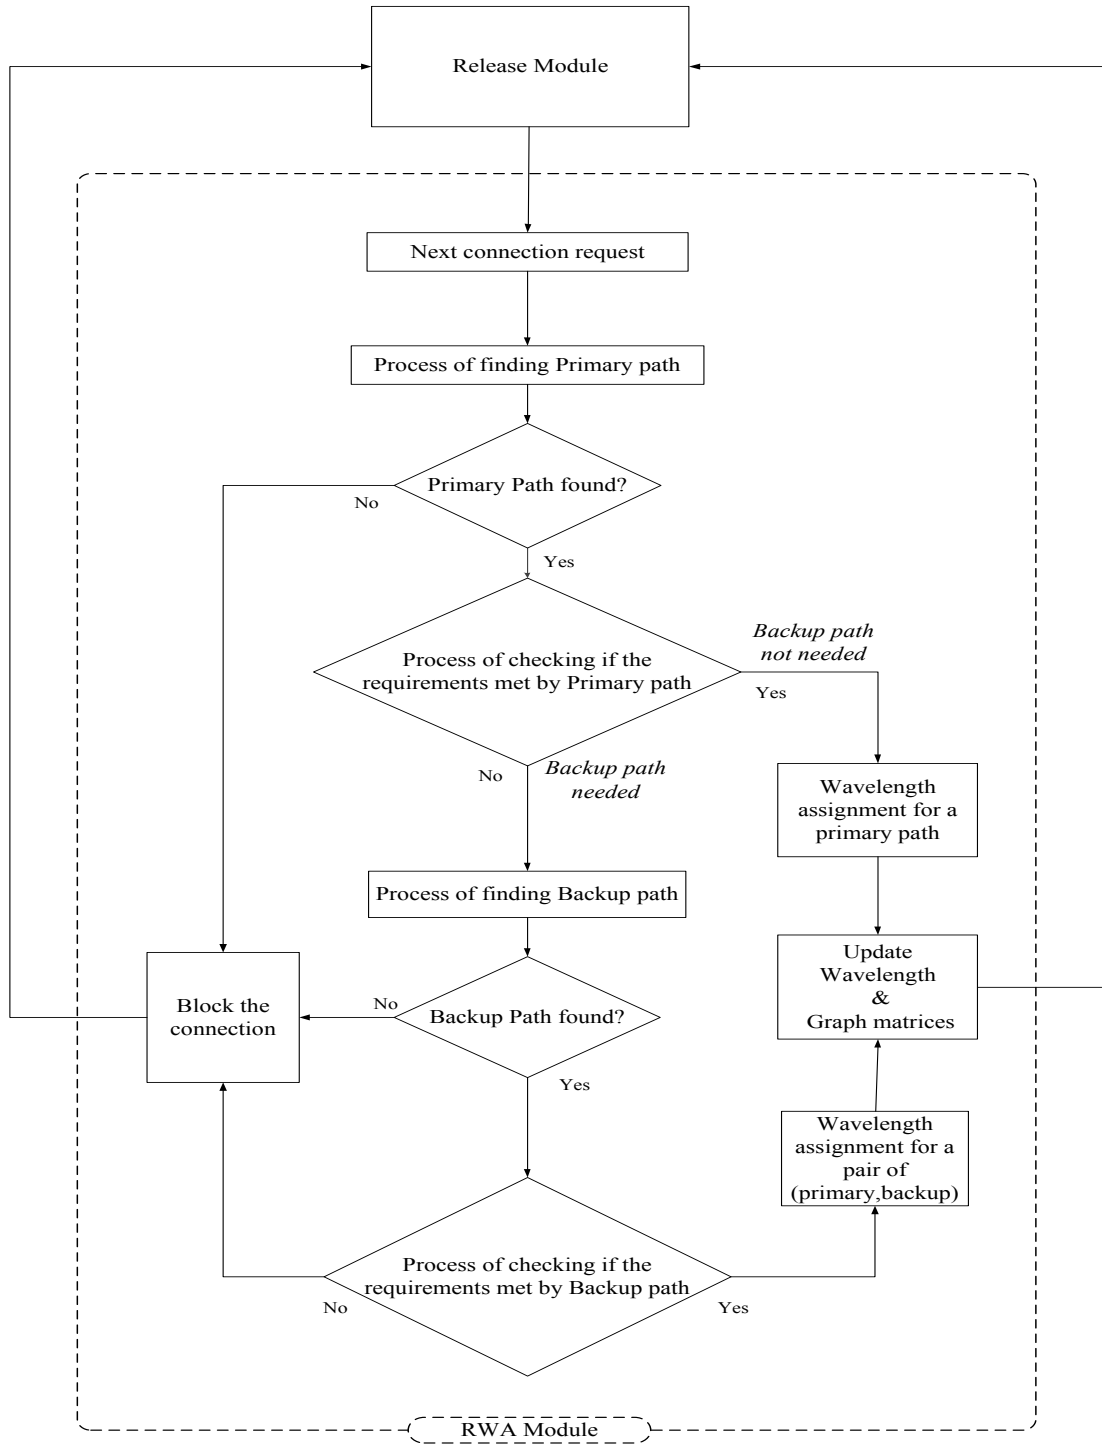 Release Module
Next connection request
Process of finding Primary path
Primary Path found?
No
Yes
Backup path
not needed
Process of checking if the
requirements met by Primary path
Yes
No
Backup path
needed
Wavelength
assignment for a
primary path
Process of finding Backup path
Update
Wavelength
&
Graph matrices
Block the
connection
No
Backup Path found?
Yes
Wavelength
assignment for a
pair of
(primary,backup)
Process of checking if the
requirements met by Backup path
No
Yes
RWA Module